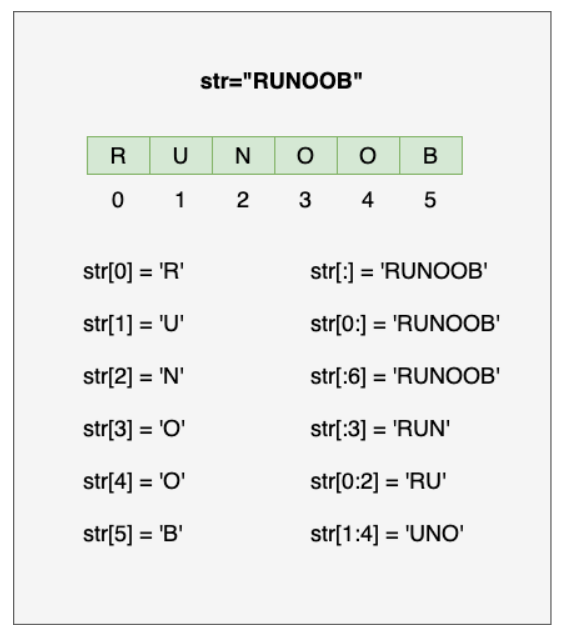 str="RUNOOB"
R U N O O B
0 1 2 3 4 5
str[0] = 'R' str[:] = 'RUNOOB'
str[1] = 'U' str[0:] = 'RUNOOB'
str[2] = 'N' str[:6] = 'RUNOOB'
str[3] = 'O' str[:3] = 'RUN'
str[4] = 'O' str[0:2] = 'RU'
str[5] = 'B' str[1:4] = 'UNO'